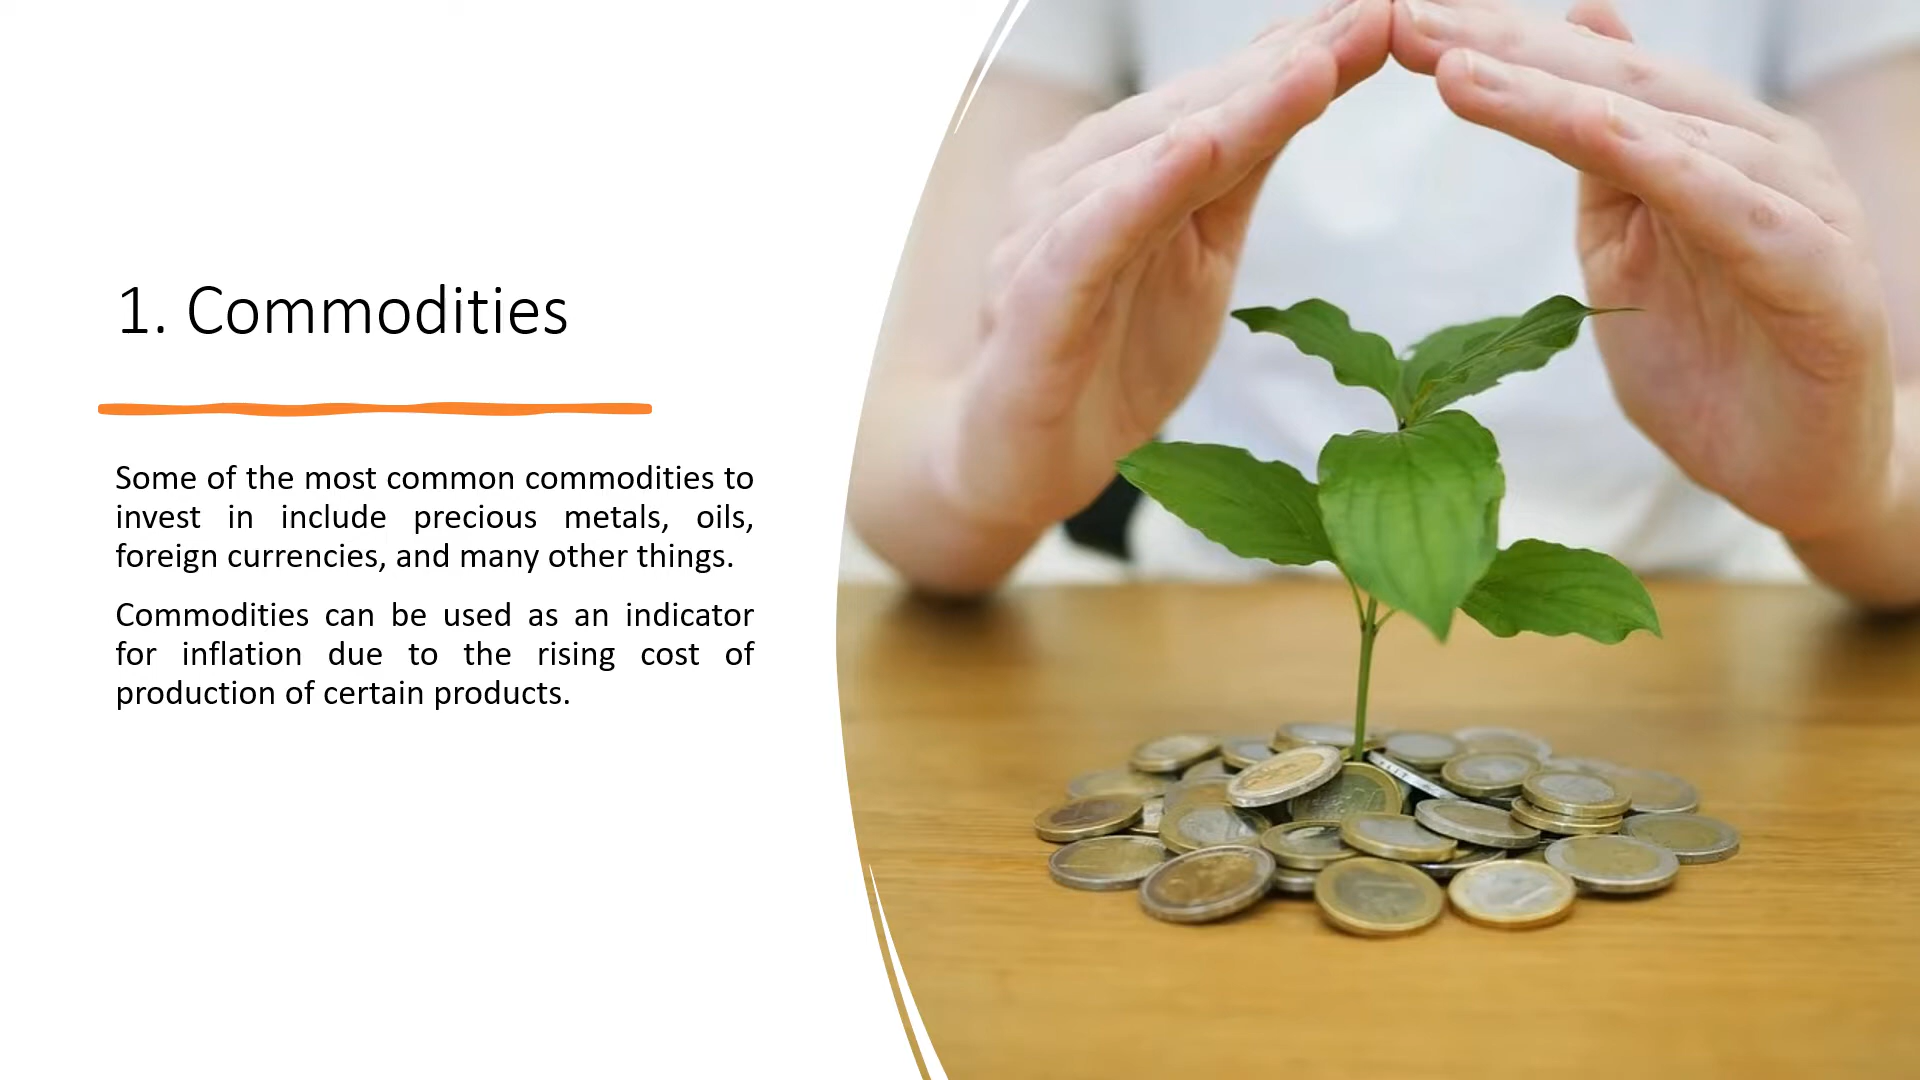 1. Commodities
Some of the most common commodities to
invest in include precious metals, oils,
foreign currencies, and many other things.
Commodities can be used as an indicator
for inflation due to the rising cost of
production of certain products.